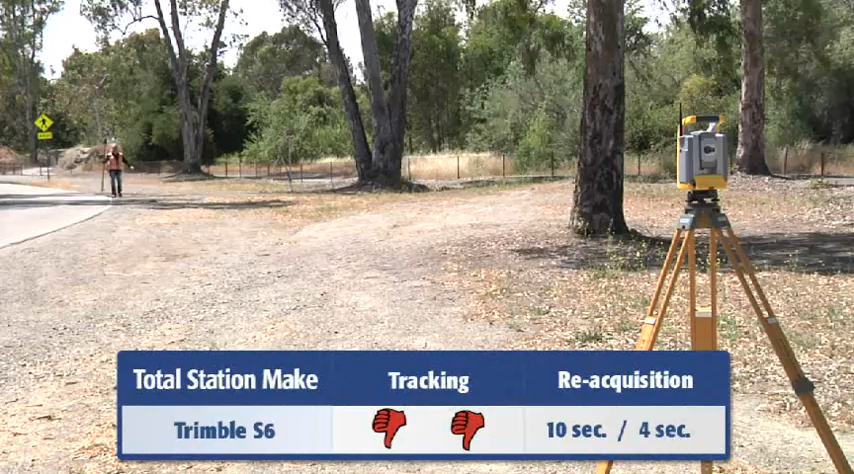 Total Station Make Tracking Re-acquisition
Trimble S6 10 sec. / 4 sec.